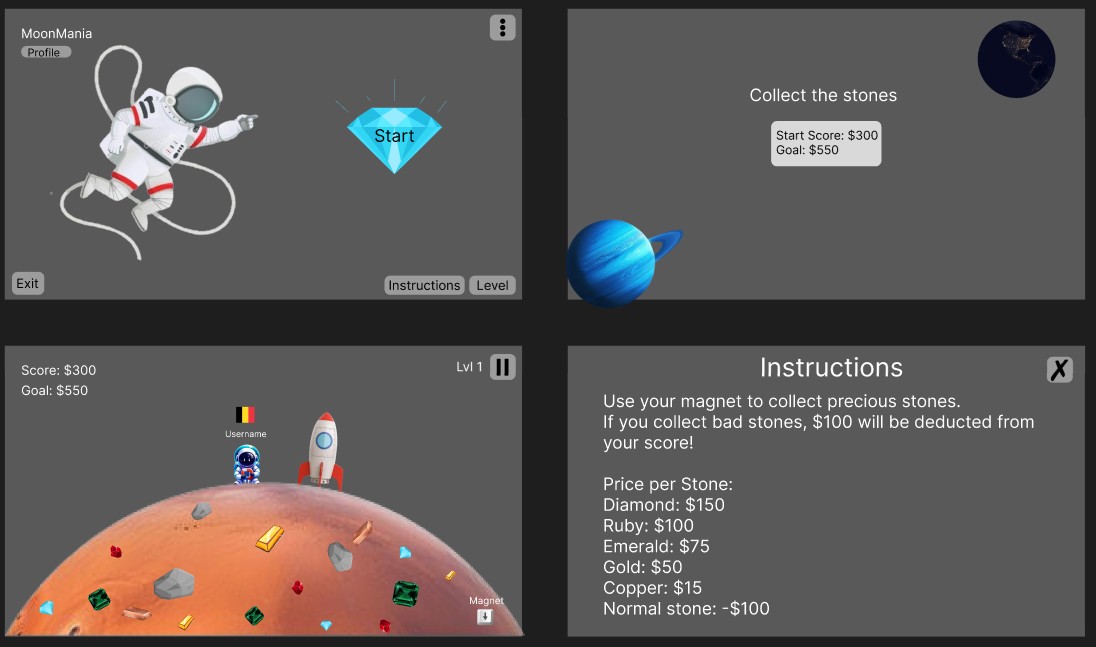 MoonMania
Profile
Start
Exit
Instructions
Level
Collect the stones
Start Score: $300
Goal: $550
Score: $300
Goal: $550
Lvl 1
Username
Magnet
Instructions
X
Use your magnet to collect precious stones.
If you collect bad stones, $100 will be deducted from
your score!
Price per Stone:
Diamond: $150
Ruby: $100
Emerald: $75
Gold: $50
Copper: $15
Normal stone: -$100